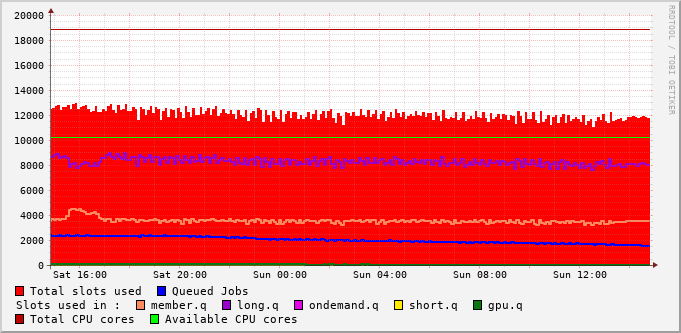 20000
18000
16000
14000
12000
10000
8000
6000
4000
2000
0
Sat 16:00 Sat 20:00 Sun 00:00 Sun 04:00 Sun 08:00 Sun 12:00
RRDTOOL / TOBI OETIKER
Total slots used Queued Jobs
Slots used in : member.q long.q ondemand.q short.q gpu.q
Total CPU cores Available CPU cores